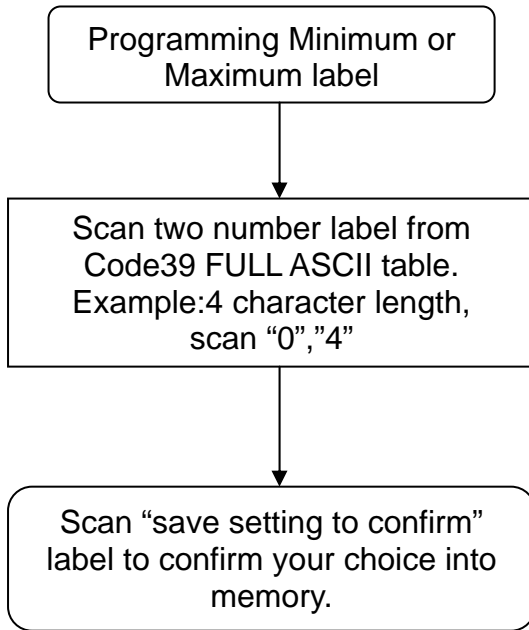 Programming Minimum or
Maximum label
Scan two number label from
Code39 FULL ASCII table.
Example:4 character length,
scan “0”,”4”
Scan “save setting to confirm”
label to confirm your choice into
memory.